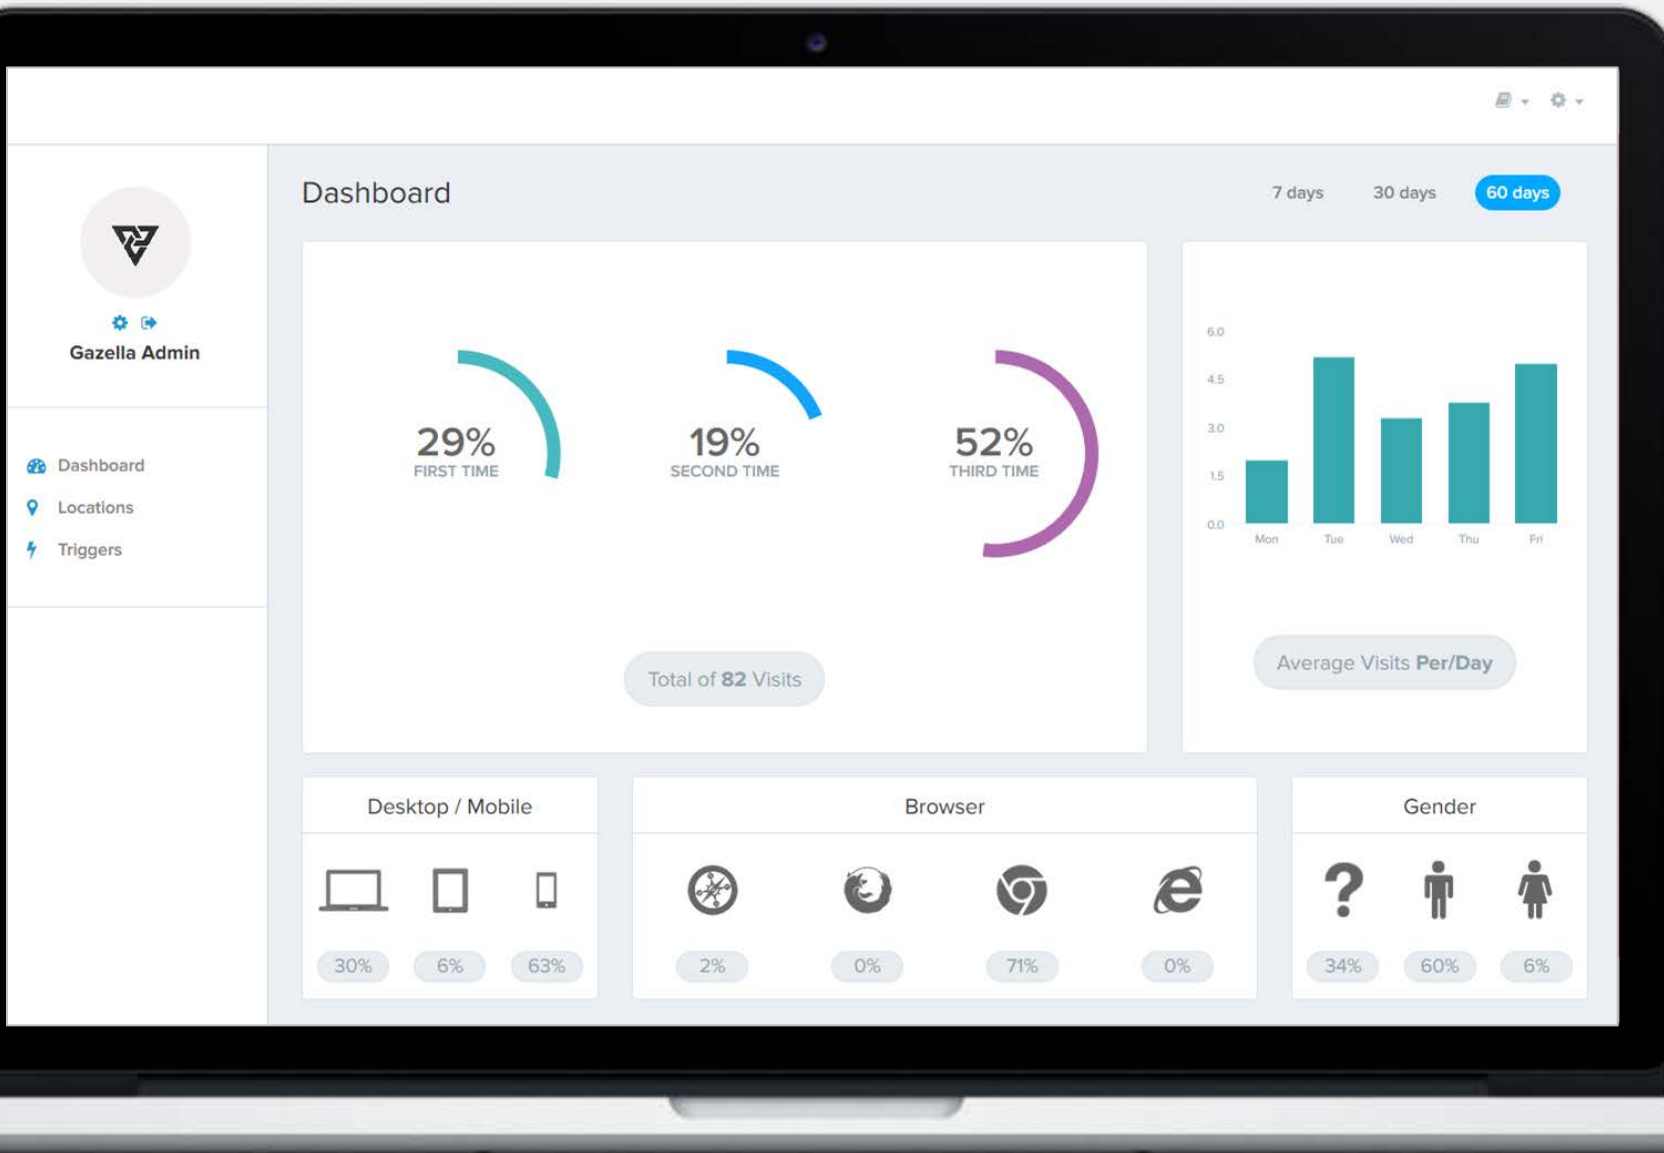 Dashboard
7 days
30 days
60 days
Gazella Admin
Dashboard
Locations
Triggers
29%
FIRST TIME
19%
SECOND TIME
52%
THIRD TIME
Total of 82 Visits
6.0
4.5
3.0
1.5
0.0
Mon
Tue
Wed
Thu
Fri
Average Visits Per/Day
Desktop / Mobile
30%
6%
63%
Browser
2%
0%
71%
0%
Gender
?
34%
60%
6%